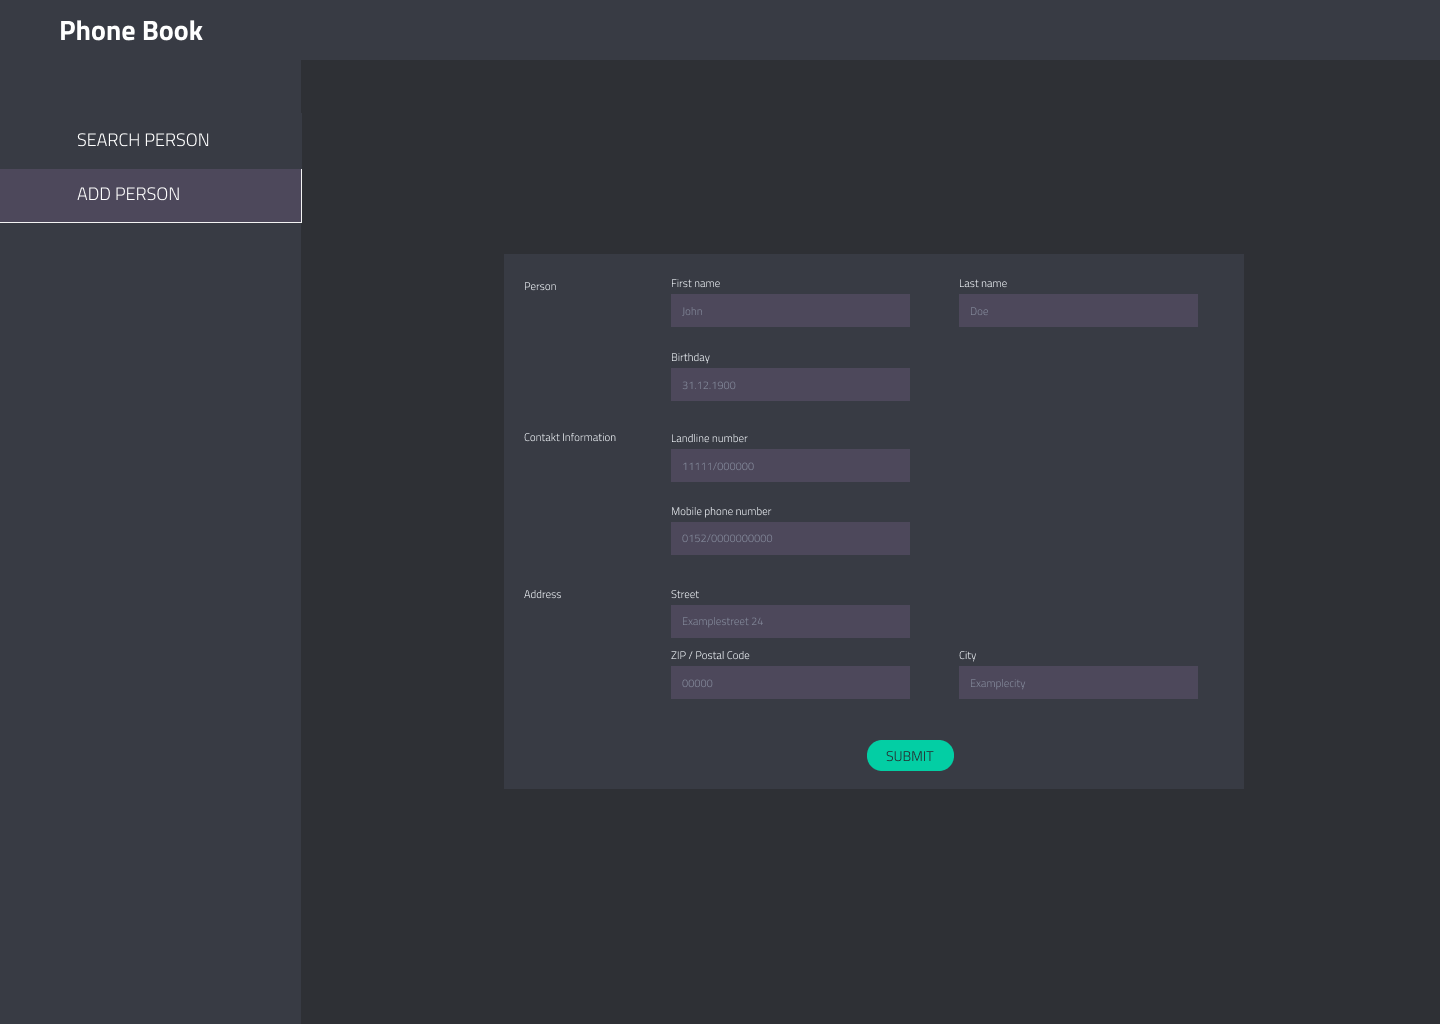 Phone Book
SEARCH PERSON
ADD PERSON
Person
First name
Last name
John
Doe
Birthday
31.12.1900
Contakt Information
Landline number
11111/000000
Mobile phone number
0152/0000000000
Address
Street
Examplestreet 24
ZIP / Postal Code
City
00000
Examplecity
SUBMIT